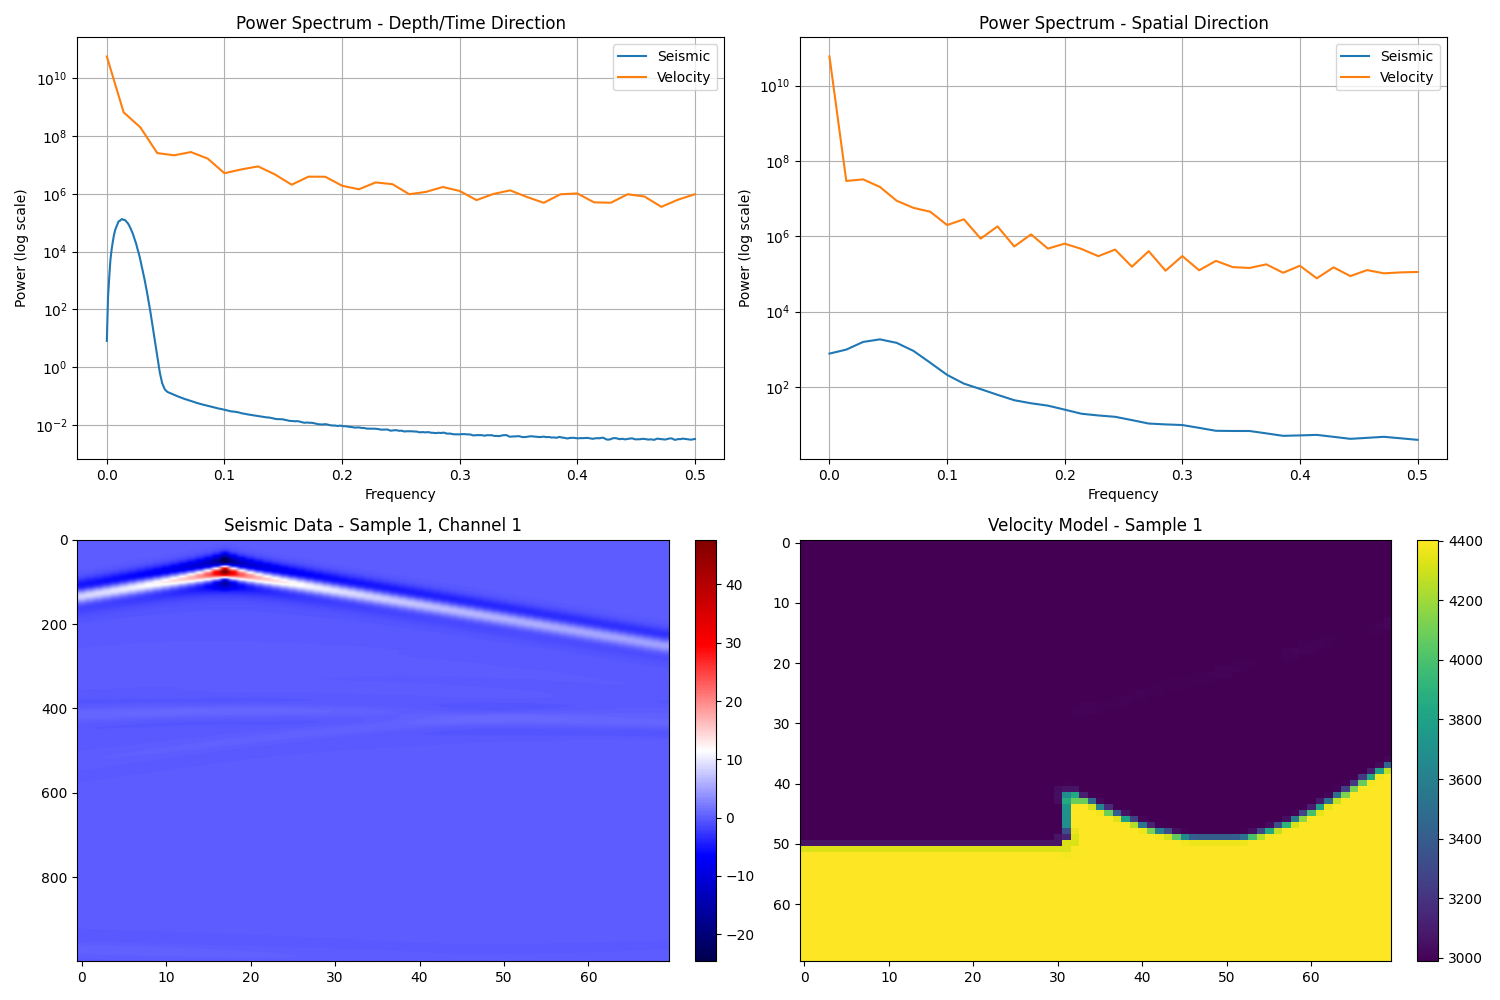 Power Spectrum - Depth/Time Direction
Power (log scale)
10^10
10^8
10^6
10^4
10^2
10^0
10^−2
0.0 0.1 0.2 0.3 0.4 0.5
Frequency
Seismic
Velocity
Power Spectrum - Spatial Direction
Power (log scale)
10^10
10^8
10^6
10^4
10^2
0.0 0.1 0.2 0.3 0.4 0.5
Frequency
Seismic
Velocity
Seismic Data - Sample 1, Channel 1
0
200
400
600
800
0 10 20 30 40 50 60
40
30
20
10
0
−10
−20
Velocity Model - Sample 1
0
10
20
30
40
50
60
0 10 20 30 40 50 60
4400
4200
4000
3800
3600
3400
3200
3000